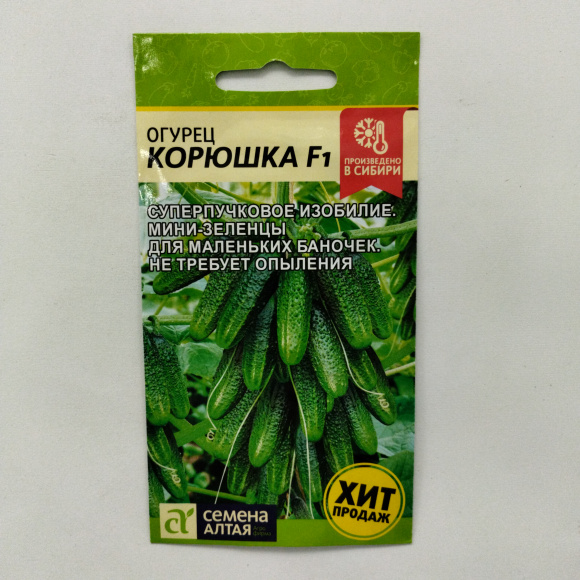 ОГУРЕЦ
КОРЮШКА F1
ПРОИЗВЕДЕНО
В СИБИРИ
СУПЕРПУЧКОВОЕ ИЗОБИЛИЕ.
МИНИ-ЗЕЛЕНЦЫ
ДЛЯ МАЛЕНЬКИХ БАНОЧЕК.
НЕ ТРЕБУЕТ ОПЫЛЕНИЯ
ХИТ
ПРОДАЖ
семена
АЛТАЯ